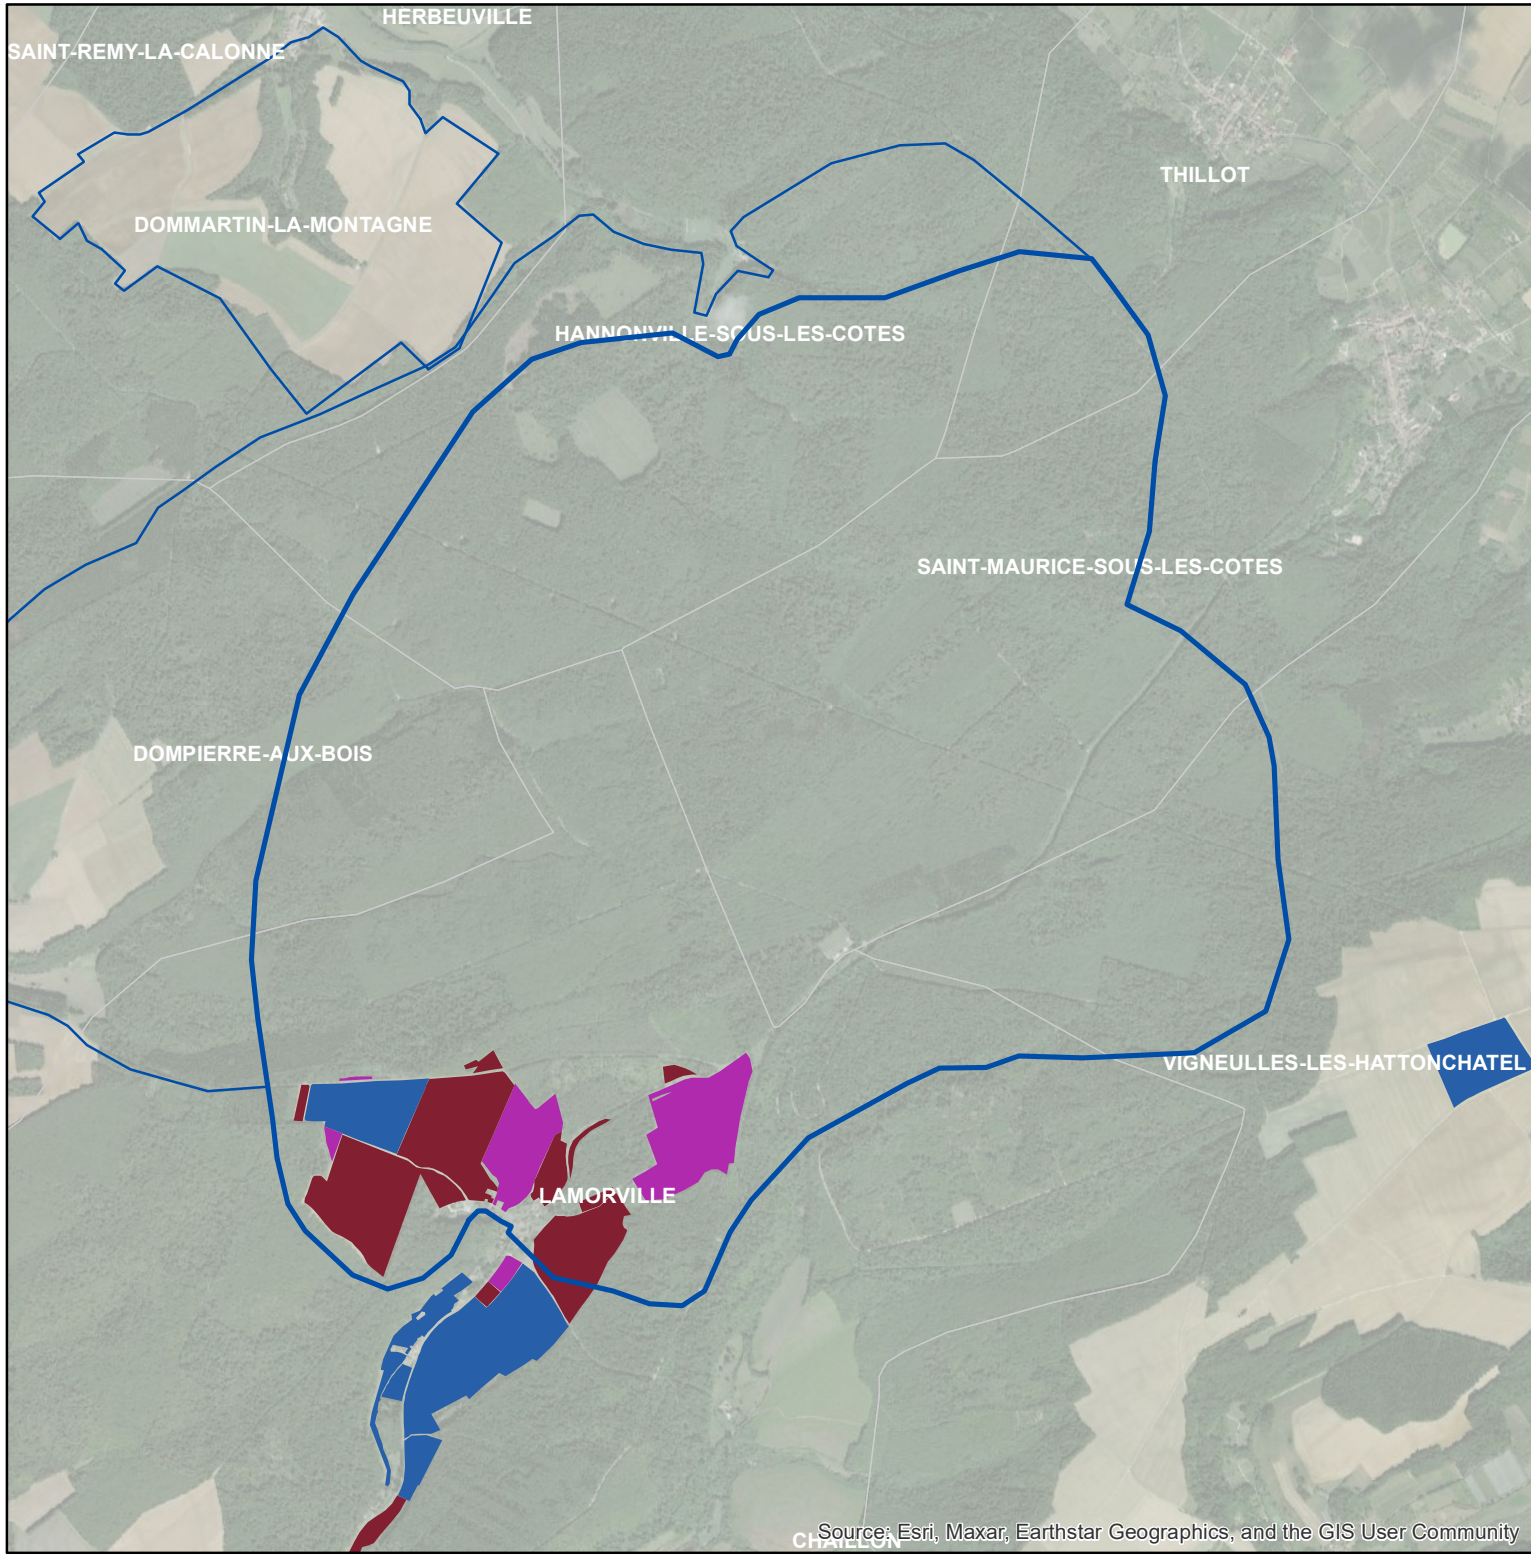 HERBEUVILLE
SAINT-REMY-LA-CALONNE
THILLOT
DOMMARTIN-LA-MONTAGNE
HANNONVILLE-SOUS-LES-COTES
SAINT-MAURICE-SOUS-LES-COTES
DOMPIERRE-AUX-BOIS
VIGNEULLES-LES-HATTONCHATEL
LAMORVILLE
Source: Esri, Maxar, Earthstar Geographics, and the GIS User Community
CHAILLON